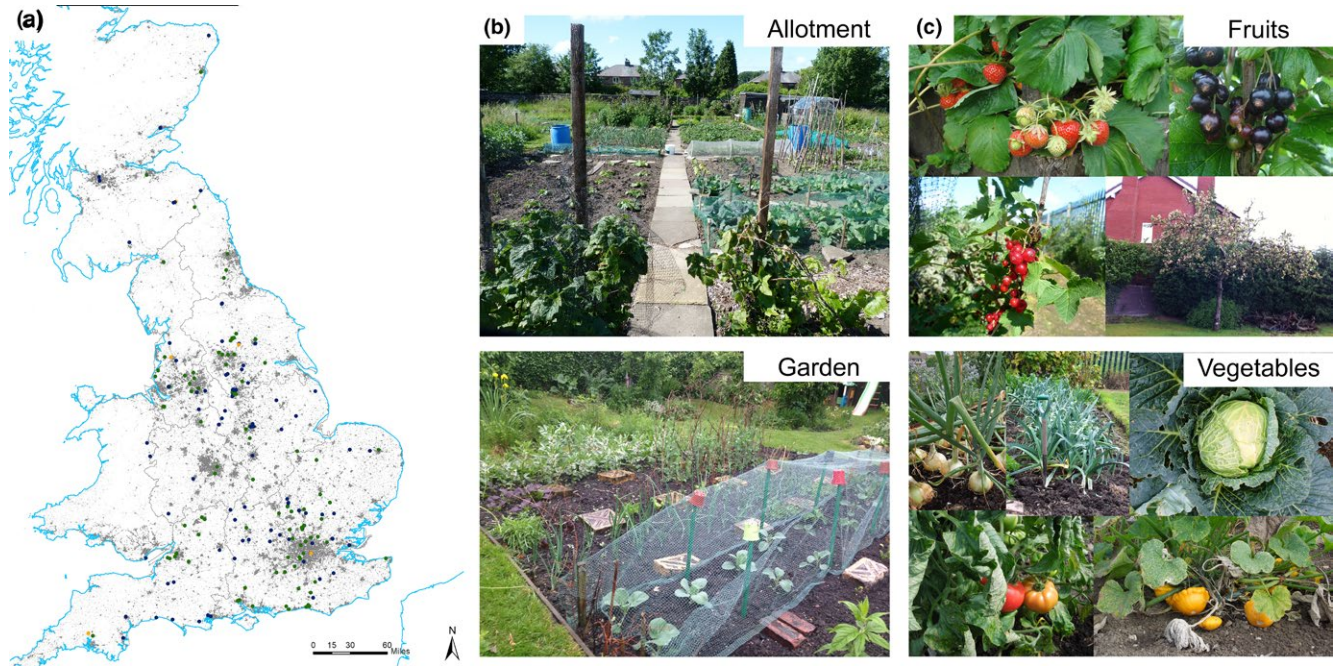 (a)
0 15 30 60
Miles
N
(b)
Allotment
Garden
(c)
Fruits
Vegetables